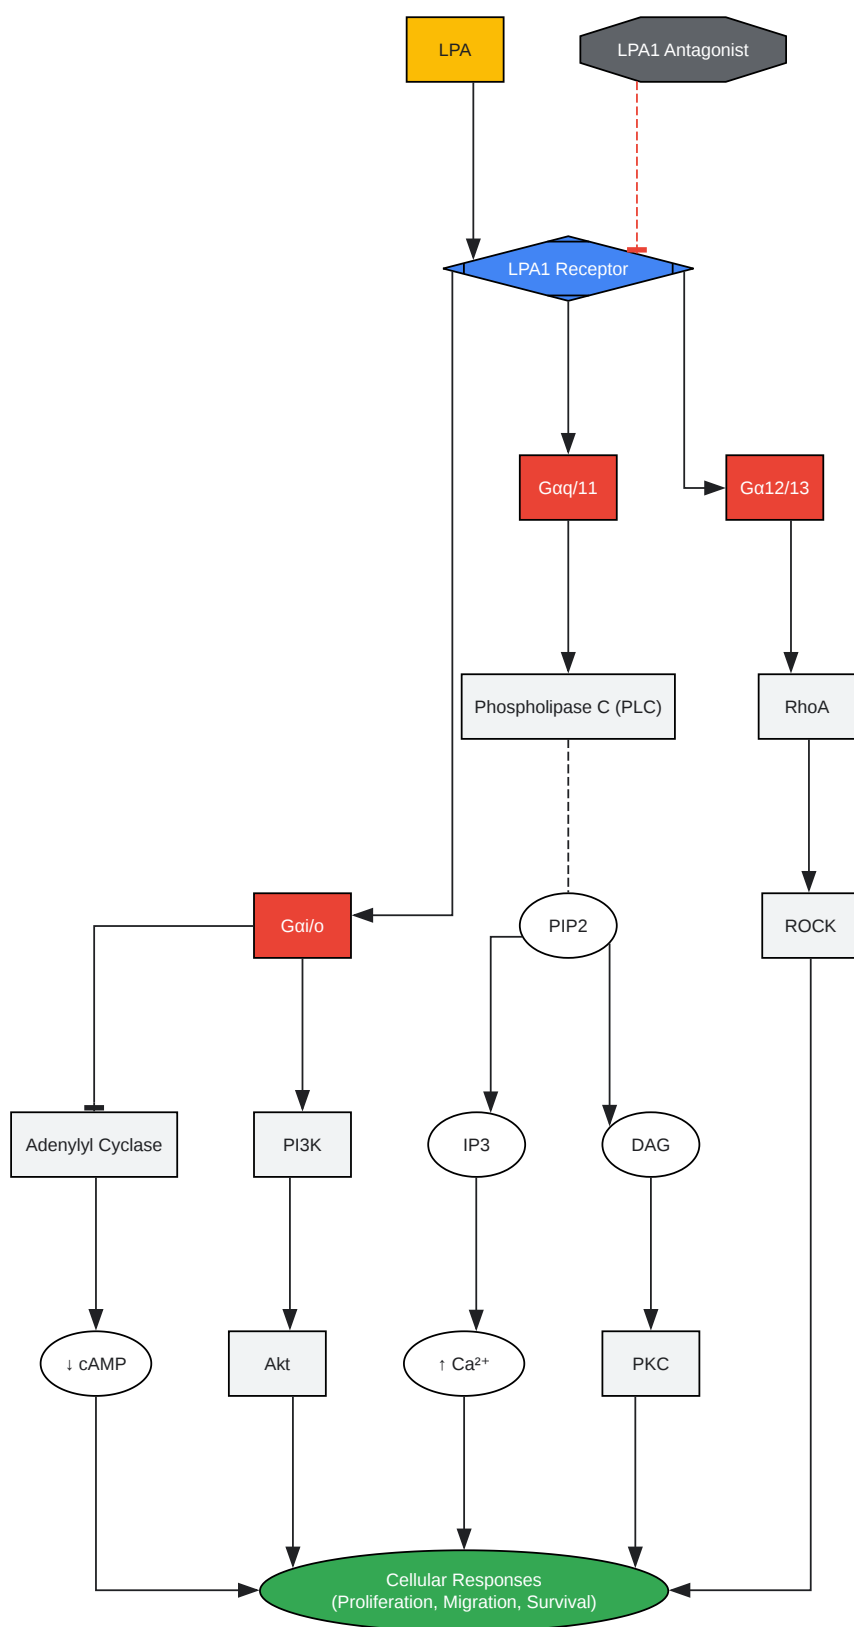 LPA
LPA1 Antagonist
LPA1 Receptor
Gαq/11
Gα12/13
Phospholipase C (PLC)
RhoA
Gαi/o
PIP2
ROCK
Adenylyl Cyclase
PI3K
IP3
DAG
↓ cAMP
Akt
↑ Ca²⁺
PKC
Cellular Responses
(Proliferation, Migration, Survival)